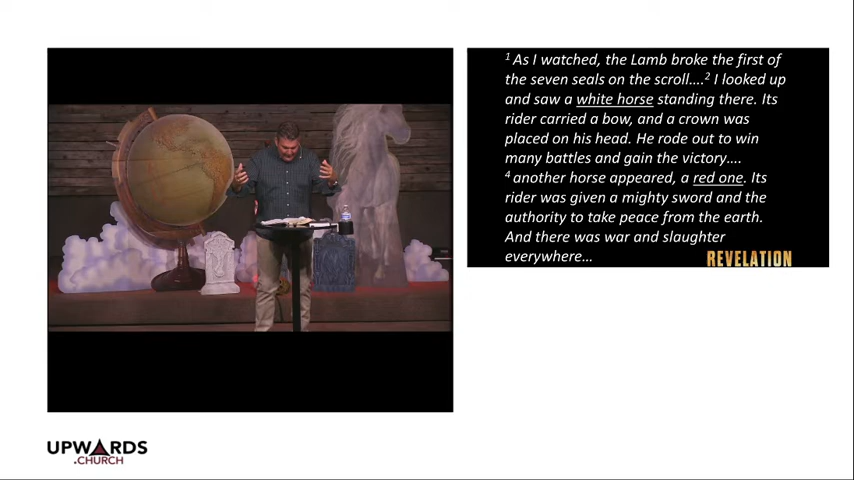 ¹ As I watched, the Lamb broke the first of
the seven seals on the scroll....² I looked up
and saw a white horse standing there. Its
rider carried a bow, and a crown was
placed on his head. He rode out to win
many battles and gain the victory....
⁴ another horse appeared, a red one. Its
rider was given a mighty sword and the
authority to take peace from the earth.
And there was war and slaughter
everywhere...
REVELATION
UPWARDS
.CHURCH